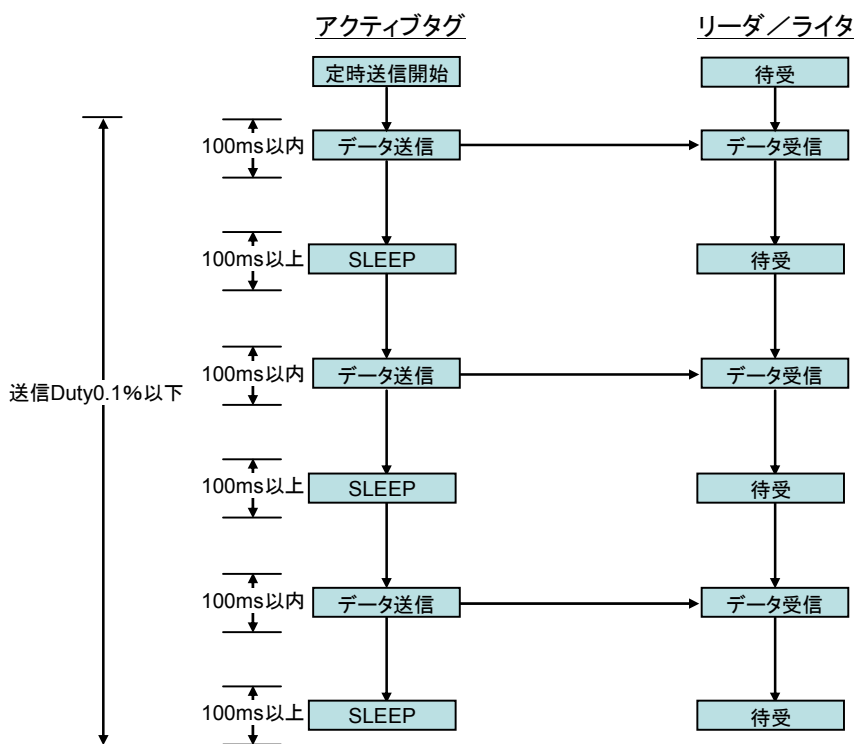 アクティブタグ リーダ／ライタ
定時送信開始 待受
100ms以内 データ送信 データ受信
100ms以上 SLEEP 待受
100ms以内 データ送信 データ受信
送信Duty0.1%以下
100ms以上 SLEEP 待受
100ms以内 データ送信 データ受信
100ms以上 SLEEP 待受